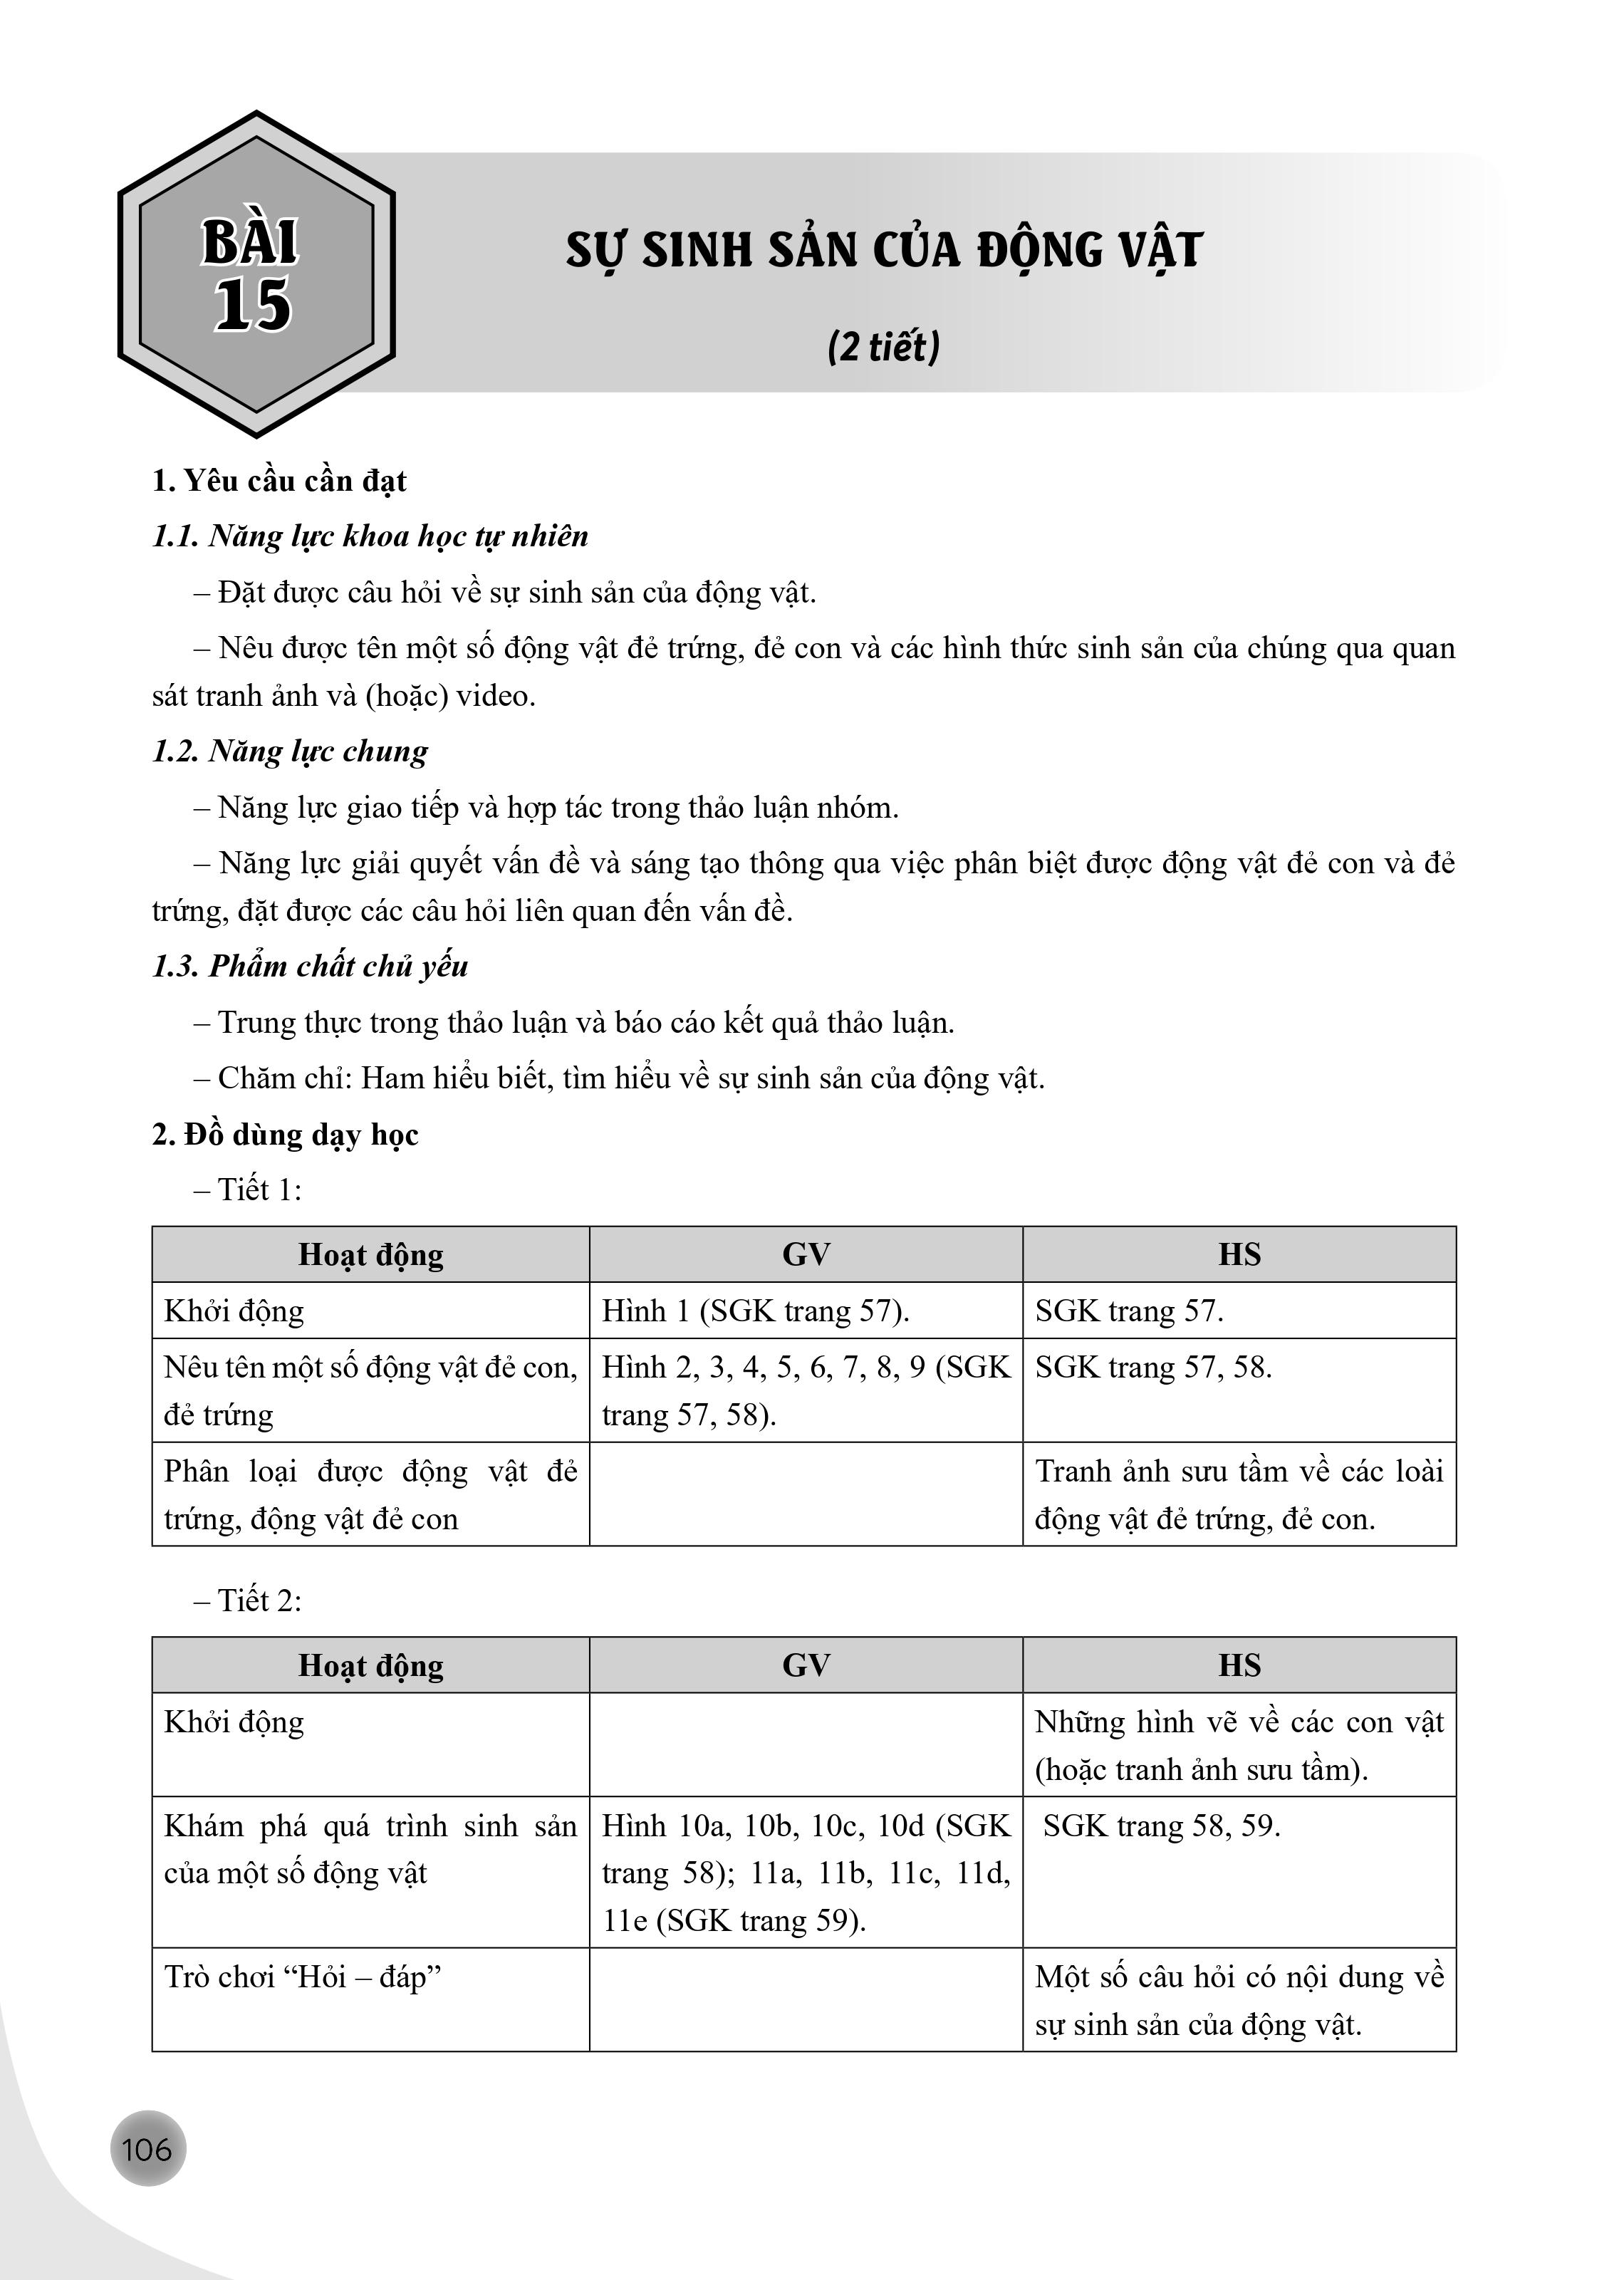 BÀI
15
SỰ SINH SẢN CỦA ĐỘNG VẬT
(2 tiết)
1. Yêu cầu cần đạt
1.1. Năng lực khoa học tự nhiên
– Đặt được câu hỏi về sự sinh sản của động vật.
– Nêu được tên một số động vật đẻ trứng, đẻ con và các hình thức sinh sản của chúng qua quan
sát tranh ảnh và (hoặc) video.
1.2. Năng lực chung
– Năng lực giao tiếp và hợp tác trong thảo luận nhóm.
– Năng lực giải quyết vấn đề và sáng tạo thông qua việc phân biệt được động vật đẻ con và đẻ
trứng, đặt được các câu hỏi liên quan đến vấn đề.
1.3. Phẩm chất chủ yếu
– Trung thực trong thảo luận và báo cáo kết quả thảo luận.
– Chăm chỉ: Ham hiểu biết, tìm hiểu về sự sinh sản của động vật.
2. Đồ dùng dạy học
– Tiết 1:
Hoạt động GV HS
Khởi động Hình 1 (SGK trang 57). SGK trang 57.
Nêu tên một số động vật đẻ con, Hình 2, 3, 4, 5, 6, 7, 8, 9 (SGK SGK trang 57, 58.
đẻ trứng trang 57, 58).
Phân loại được động vật đẻ Tranh ảnh sưu tầm về các loài
trứng, động vật đẻ con động vật đẻ trứng, đẻ con.
– Tiết 2:
Hoạt động GV HS
Khởi động Những hình vẽ về các con vật
(hoặc tranh ảnh sưu tầm).
Khám phá quá trình sinh sản Hình 10a, 10b, 10c, 10d (SGK SGK trang 58, 59.
của một số động vật trang 58); 11a, 11b, 11c, 11d,
11e (SGK trang 59).
Trò chơi “Hỏi – đáp” Một số câu hỏi có nội dung về
sự sinh sản của động vật.
106